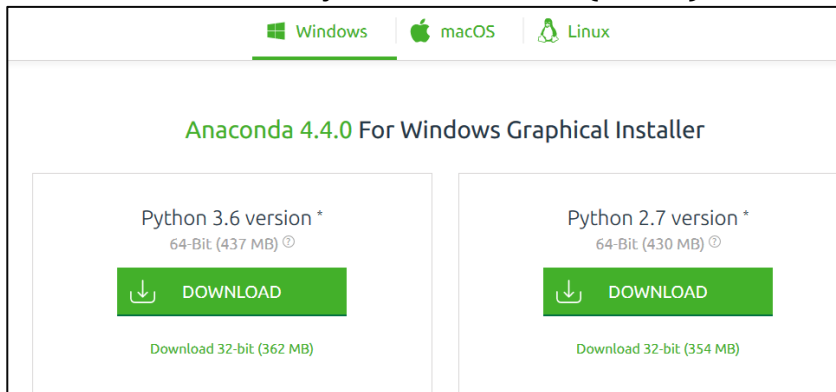 Windows macOS Linux
Anaconda 4.4.0 For Windows Graphical Installer
Python 3.6 version *
64-Bit (437 MB) ?
DOWNLOAD
Download 32-bit (362 MB)
Python 2.7 version *
64-Bit (430 MB) ?
DOWNLOAD
Download 32-bit (354 MB)